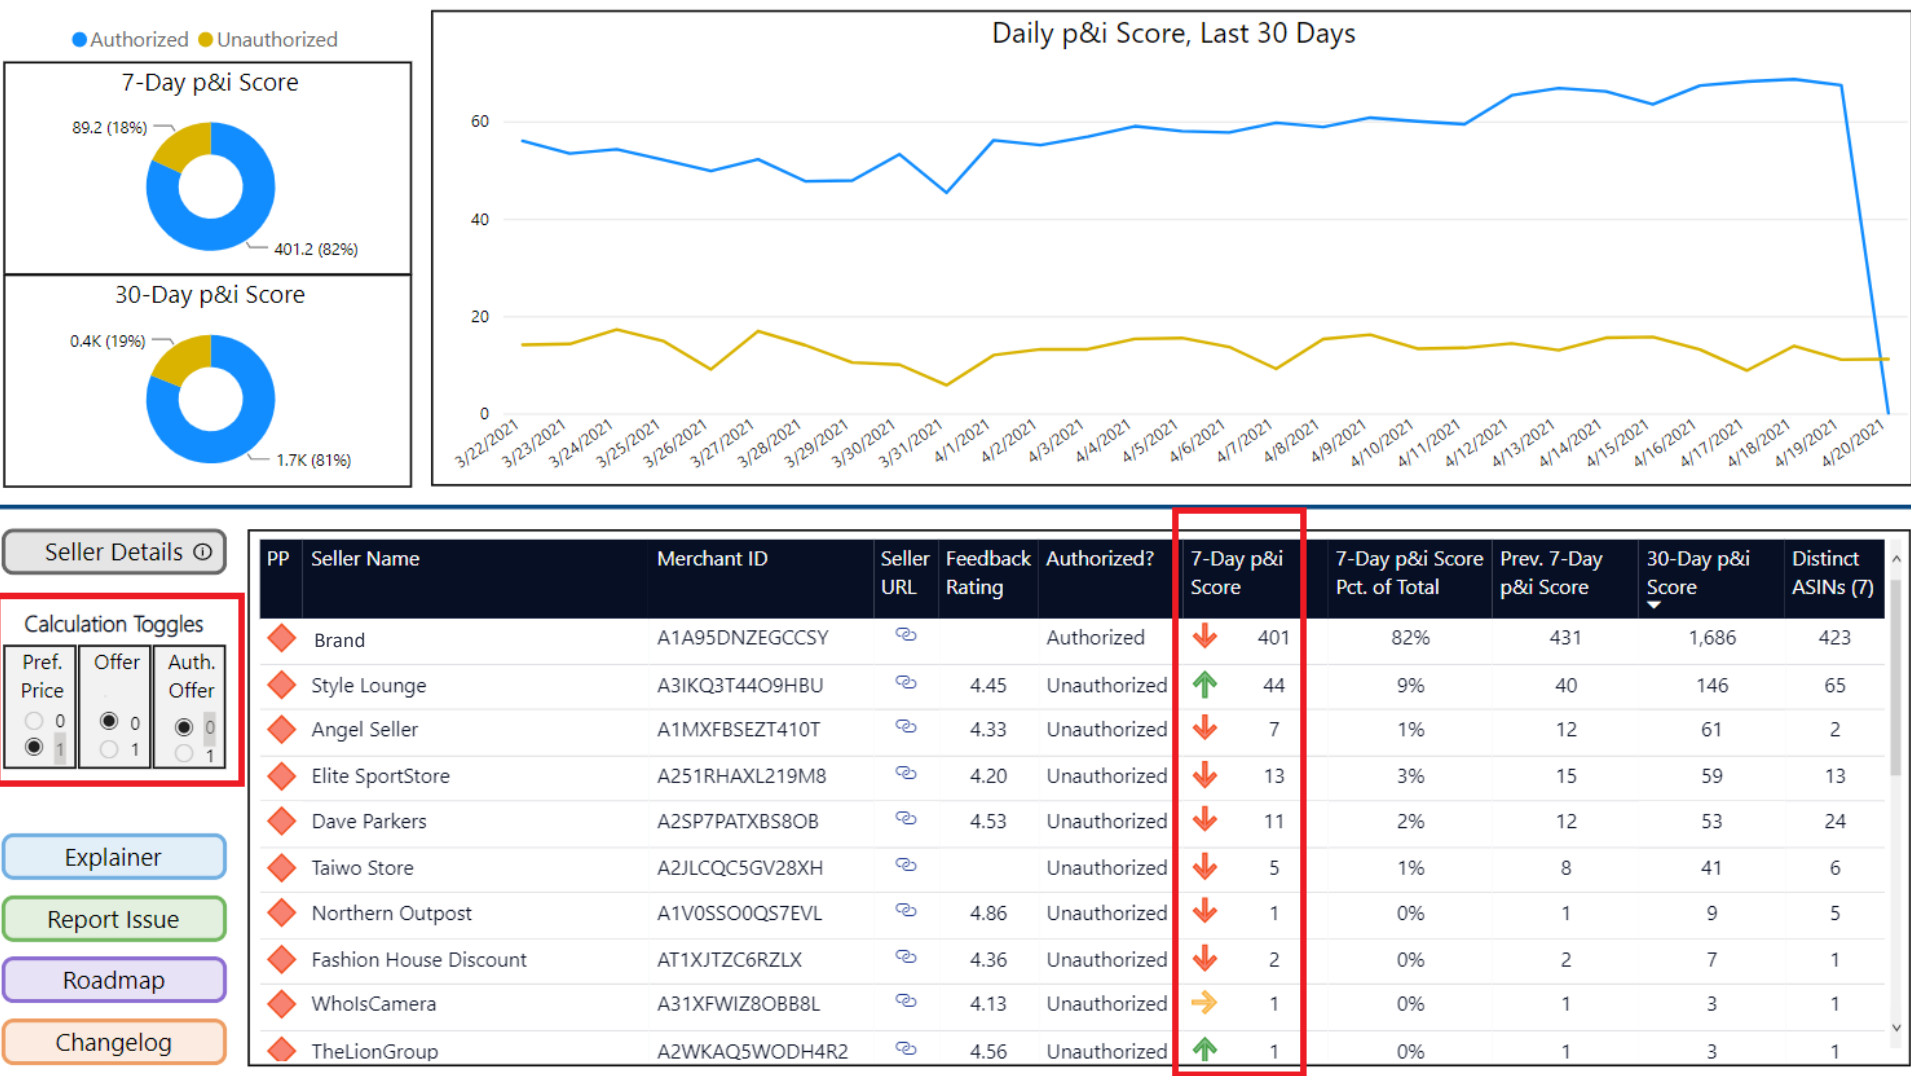 Authorized Unauthorized
7-Day p&i Score
89.2 (18%)
401.2 (82%)
30-Day p&i Score
0.4K (19%)
1.7K (81%)
Daily p&i Score, Last 30 Days
60
40
20
0
3/22/2021 3/23/2021 3/24/2021 3/25/2021 3/26/2021 3/27/2021 3/28/2021 3/29/2021 3/30/2021 3/31/2021 4/1/2021 4/2/2021 4/3/2021 4/4/2021 4/5/2021 4/6/2021 4/7/2021 4/8/2021 4/9/2021 4/10/2021 4/11/2021 4/12/2021 4/13/2021 4/14/2021 4/15/2021 4/16/2021 4/17/2021 4/18/2021 4/19/2021 4/20/2021
Seller Details
Calculation Toggles
Pref. Offer Auth.
Price Offer
0 0 0
1 1 1
Explainer
Report Issue
Roadmap
Changelog
PP Seller Name Merchant ID Seller Feedback Authorized? 7-Day p&i 7-Day p&i Score Prev. 7-Day 30-Day p&i Distinct
URL Rating Score Pct. of Total p&i Score Score ASINs (7)
Brand A1A95DNZEGCCSY Authorized 401 82% 431 1,686 423
Style Lounge A3IKQ3T44O9HBU 4.45 Unauthorized 44 9% 40 146 65
Angel Seller A1MXFBSEZT410T 4.33 Unauthorized 7 1% 12 61 2
Elite SportStore A251RHAXL219M8 4.20 Unauthorized 13 3% 15 59 13
Dave Parkers A2SP7PATXBS8OB 4.53 Unauthorized 11 2% 12 53 24
Taiwo Store A2JLCQC5GV28XH Unauthorized 5 1% 8 41 6
Northern Outpost A1V0SSO0QS7EVL 4.86 Unauthorized 1 0% 1 9 5
Fashion House Discount AT1XJTZC6RZLX 4.36 Unauthorized 2 0% 2 7 1
WhoIsCamera A31XFWIZ8OBB8L 4.13 Unauthorized 1 0% 1 3 1
TheLionGroup A2WKAQ5WODH4R2 4.56 Unauthorized 1 0% 1 3 1